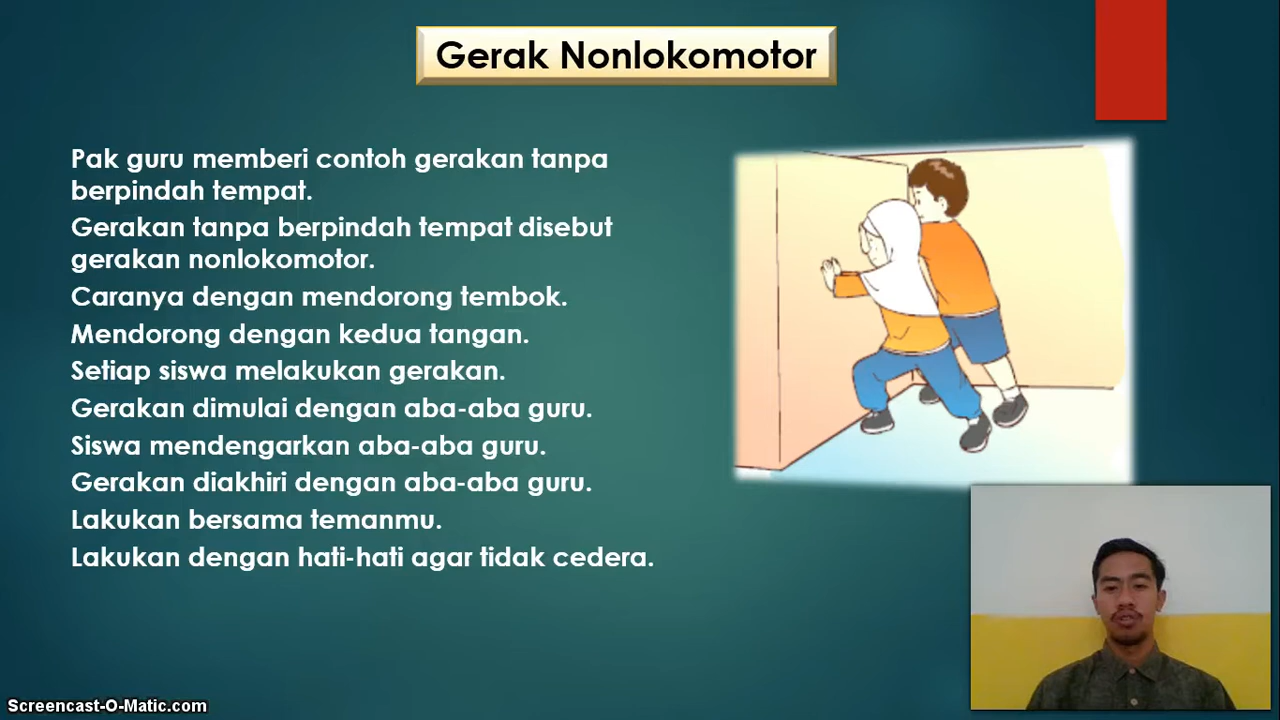 Gerak Nonlokomotor
Pak guru memberi contoh gerakan tanpa
berpindah tempat.
Gerakan tanpa berpindah tempat disebut
gerakan nonlokomotor.
Caranya dengan mendorong tembok.
Mendorong dengan kedua tangan.
Setiap siswa melakukan gerakan.
Gerakan dimulai dengan aba-aba guru.
Siswa mendengarkan aba-aba guru.
Gerakan diakhiri dengan aba-aba guru.
Lakukan bersama temanmu.
Lakukan dengan hati-hati agar tidak cedera.
Screencast-O-Matic.com